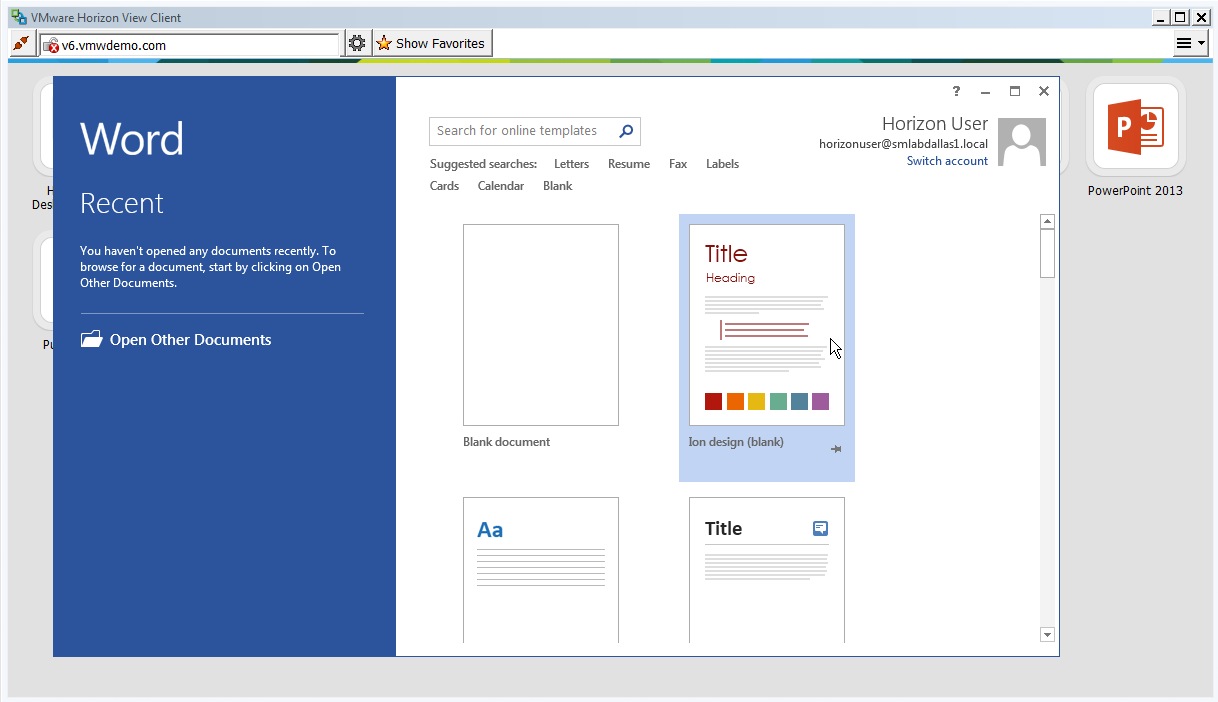 VMware Horizon View Client
v6.vmwdemo.com
Show Favorites
Word
Recent
You haven't opened any documents recently. To
browse for a document, start by clicking on Open
Other Documents.
Open Other Documents
Search for online templates
Suggested searches: Letters Resume Fax Labels
Cards Calendar Blank
?
Horizon User
horizonuser@smlabdallas1.local
Switch account
Title
Heading
Blank document
Ion design (blank)
Aa
Title
P
PowerPoint 2013
H
Des
Pu